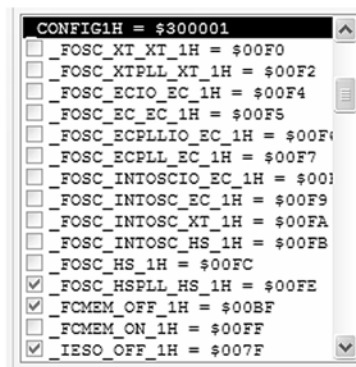 _CONFIG1H = $300001
_FOSC_XT_XT_1H = $00F0
_FOSC_XTPLL_XT_1H = $00F2
_FOSC_ECIO_EC_1H = $00F4
_FOSC_EC_EC_1H = $00F5
_FOSC_ECPLLIO_EC_1H = $00F
_FOSC_ECPLL_EC_1H = $00F7
_FOSC_INTOSCIO_EC_1H = $00
_FOSC_INTOSC_EC_1H = $00F9
_FOSC_INTOSC_XT_1H = $00FA
_FOSC_INTOSC_HS_1H = $00FB
_FOSC_HS_1H = $00FC
_FOSC_HSPLL_HS_1H = $00FE
_FCMEM_OFF_1H = $00BF
_FCMEM_ON_1H = $00FF
_IESO_OFF_1H = $007F